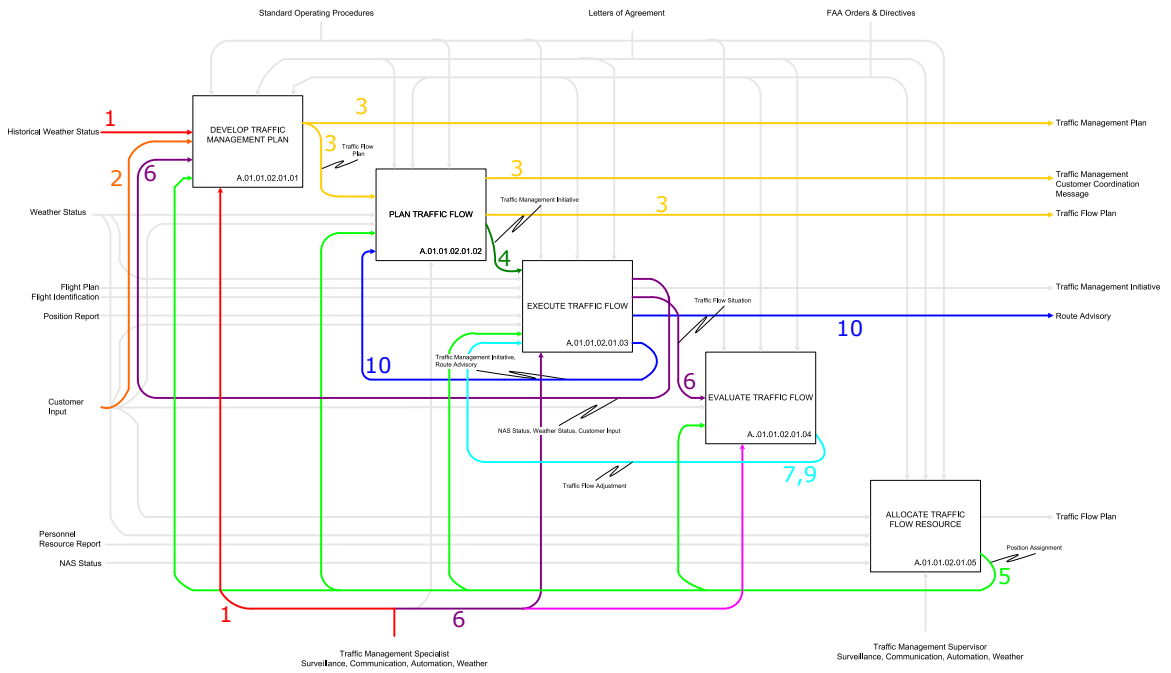 Standard Operating Procedures
Letters of Agreement
FAA Orders & Directives
1
3
Historical Weather Status
DEVELOP TRAFFIC
MANAGEMENT PLAN
A.01.01.02.01.01
Traffic Management Plan
3
Traffic Flow
Plan
2
6
3
Traffic Management
Customer Coordination
Message
Weather Status
PLAN TRAFFIC FLOW
A.01.01.02.01.02
Traffic Management Initiative
3
Traffic Flow Plan
4
Flight Plan
Flight Identification
Position Report
EXECUTE TRAFFIC FLOW
A.01.01.02.01.03
Traffic Flow Situation
Traffic Management Initiative
Route Advisory
10
10
Traffic Management Initiative,
Route Advisory
6
Customer
Input
EVALUATE TRAFFIC FLOW
A..01.01.02.01.04
NAS Status, Weather Status, Customer Input
7,9
Traffic Flow Adjustment
ALLOCATE TRAFFIC
FLOW RESOURCE
A.01.01.02.01.05
Traffic Flow Plan
Personnel
Resource Report
NAS Status
Position Assignment
5
1
6
Traffic Management Specialist
Surveillance, Communication, Automation, Weather
Traffic Management Supervisor
Surveillance, Communication, Automation, Weather